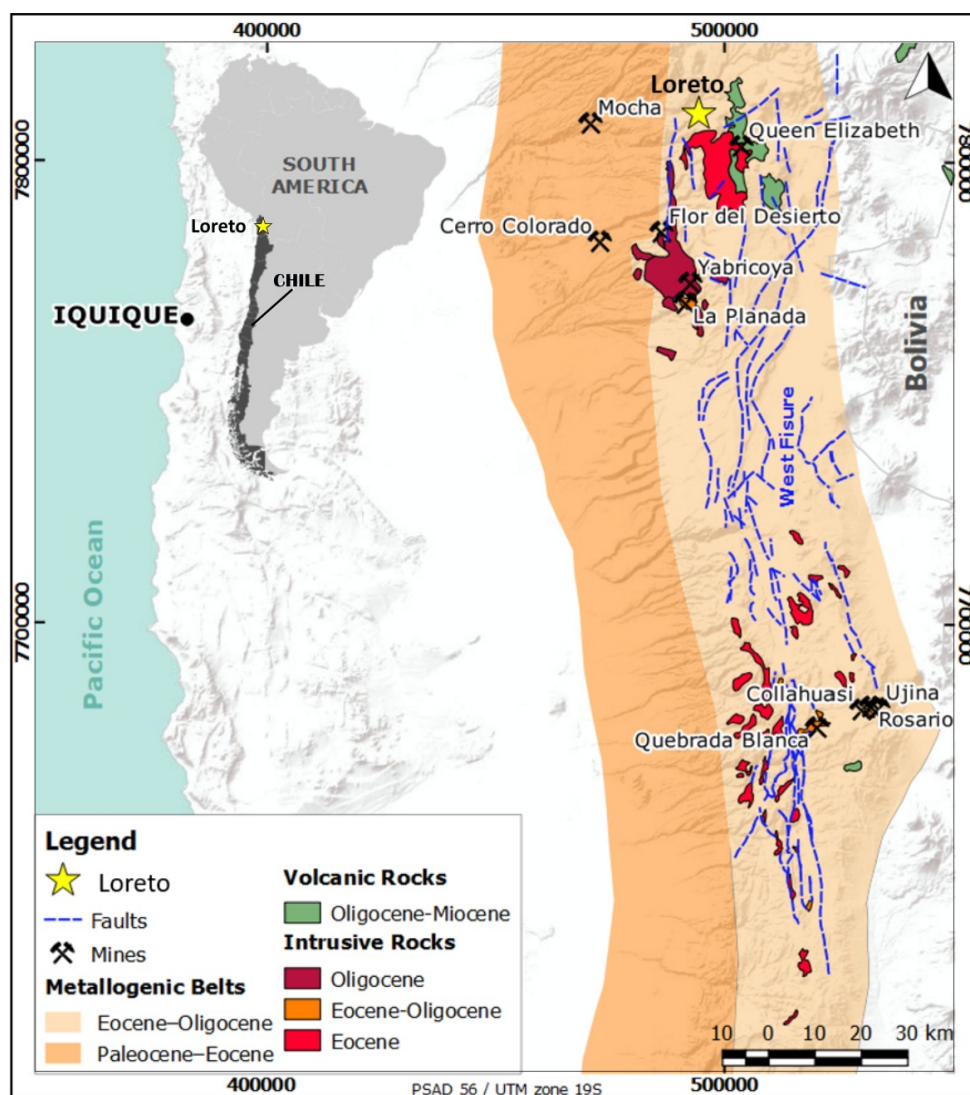 400000
500000
Loreto
Mocha
Queen Elizabeth
7800000
7800000
SOUTH
AMERICA
Loreto
Flor del Desierto
Cerro Colorado
CHILE
Yabricoya
IQUIQUE
La Planada
Bolivia
West Fisure
Pacific Ocean
7700000
7700000
Collahuasi
Ujina
Rosario
Quebrada Blanca
Legend
Loreto
Faults
Mines
Metallogenic Belts
Eocene–Oligocene
Paleocene–Eocene
Volcanic Rocks
Oligocene-Miocene
Intrusive Rocks
Oligocene
Eocene-Oligocene
Eocene
10 0 10 20 30 km
400000
PSAD 56 / UTM zone 19S
500000